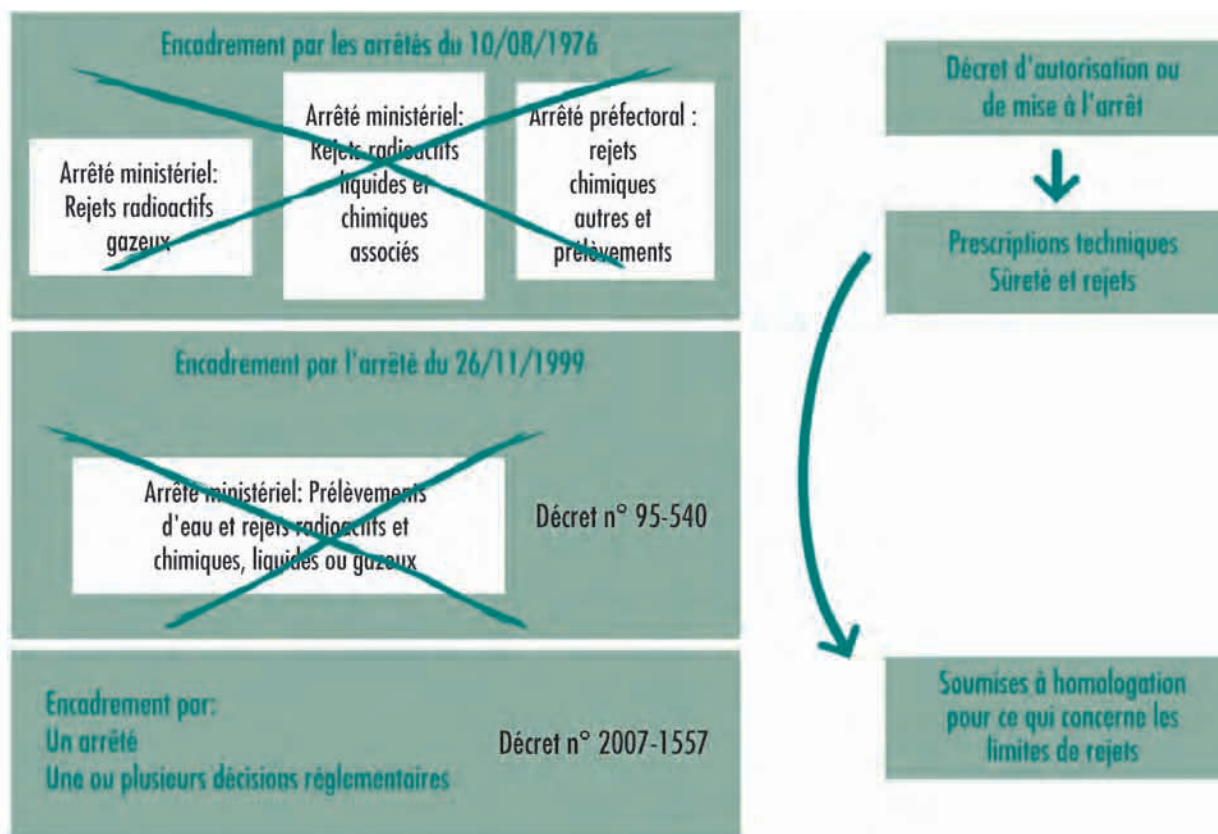 Encadrement par les arrêtés du 10/08/1976
Arrêté ministériel:
Rejets radioactifs
gazeux
Arrêté ministériel:
Rejets radioactifs
liquides et
chimiques
associés
Arrêté préfectoral :
rejets
chimiques
autres et
prélèvements
Encadrement par l'arrêté du 26/11/1999
Arrêté ministériel: Prélèvements
d'eau et rejets radioactifs et
chimiques, liquides ou gazeux
Décret n° 95-540
Encadrement par:
Un arrêté
Une ou plusieurs décisions réglementaires
Décret n° 2007-1557
Décret d'autorisation ou
de mise à l'arrêt
Prescriptions techniques
Sûreté et rejets
Soumises à homologation
pour ce qui concerne les
limites de rejets